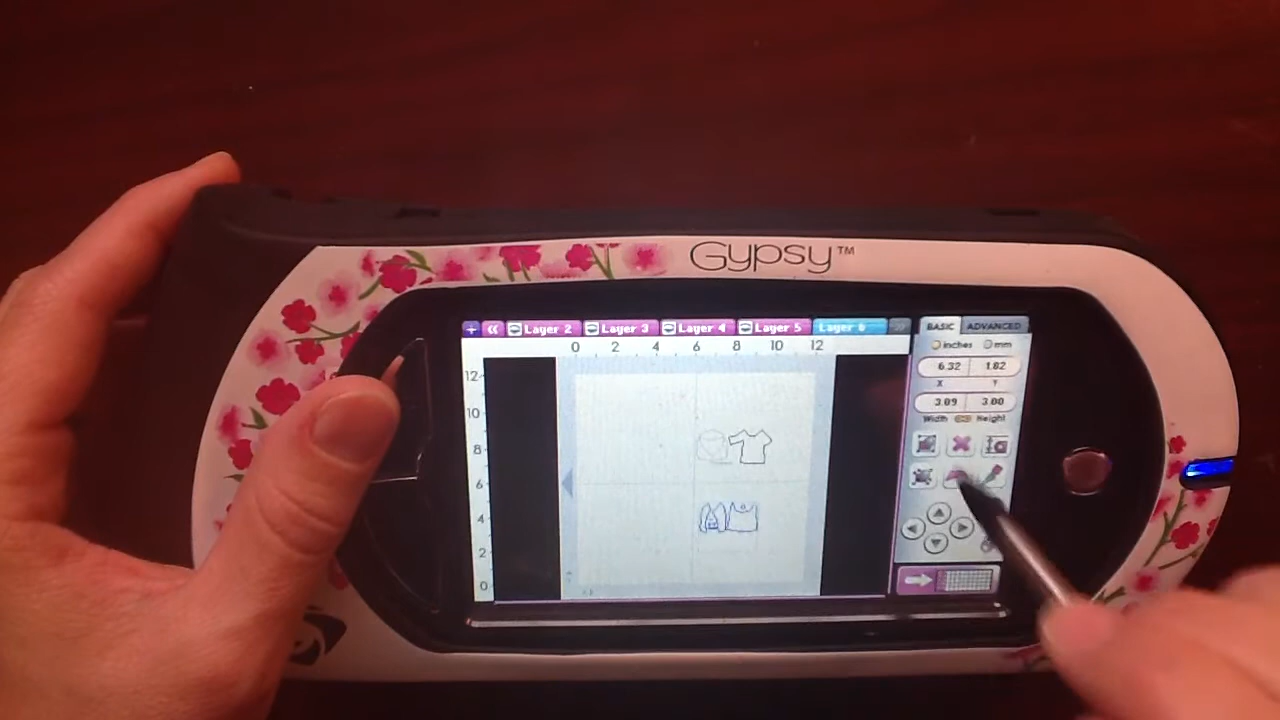 Gypsy™
+ « Layer 2 Layer 3 Layer 4 Layer 5 Layer 6 »
BASIC ADVANCED
0 2 4 6 8 10 12
inches mm
6.32 1.82
X Y
3.09 3.00
Width Height
12
10
8
6
4
2
0